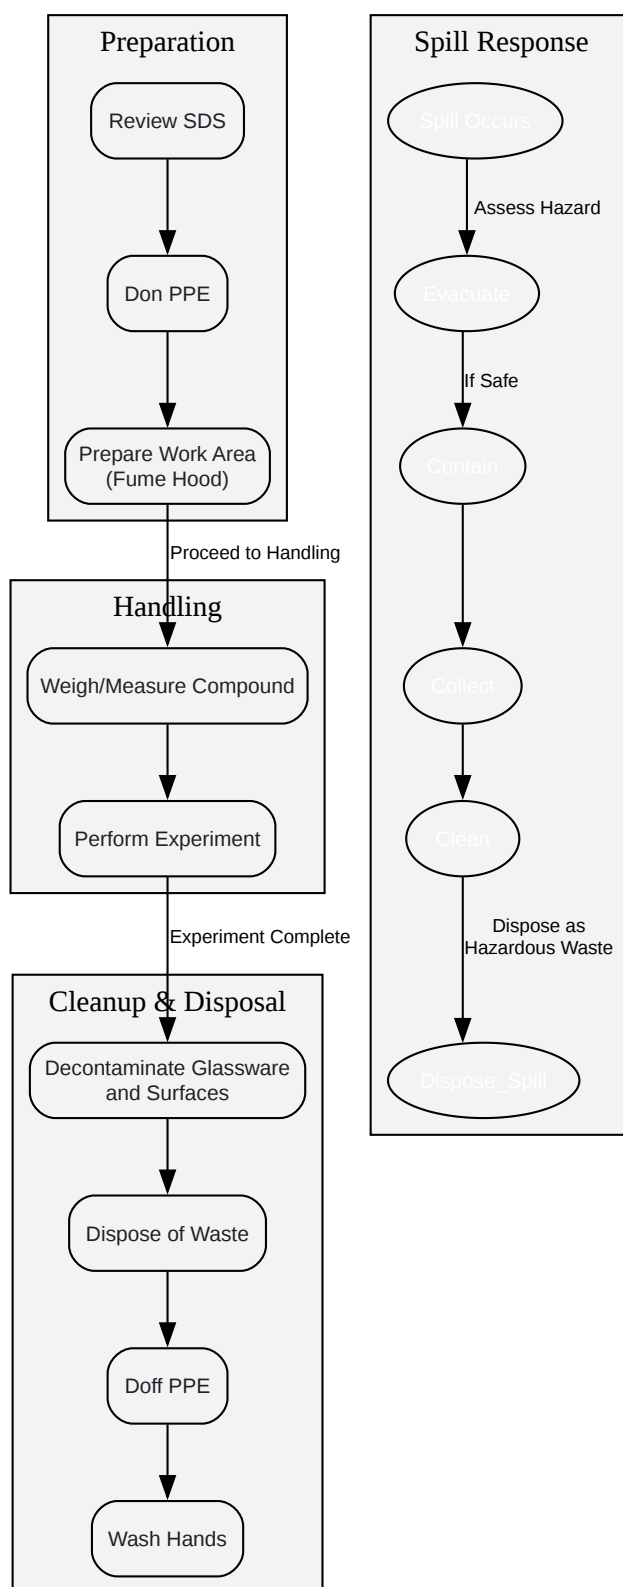 Preparation
Review SDS
Don PPE
Prepare Work Area
(Fume Hood)
Proceed to Handling
Handling
Weigh/Measure Compound
Perform Experiment
Experiment Complete
Cleanup & Disposal
Decontaminate Glassware
and Surfaces
Dispose of Waste
Doff PPE
Wash Hands
Spill Response
Spill Occurs
Assess Hazard
Evacuate
If Safe
Contain
Collect
Clean
Dispose as
Hazardous Waste
Dispose_Spill